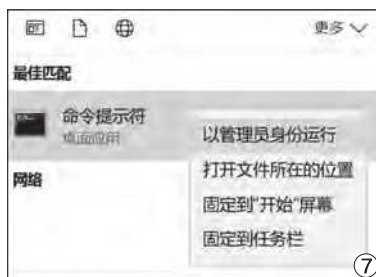 更多
最佳匹配
命令提示符
桌面应用
以管理员身份运行
打开文件所在的位置
网络
固定到"开始"屏幕
固定到任务栏
⑦